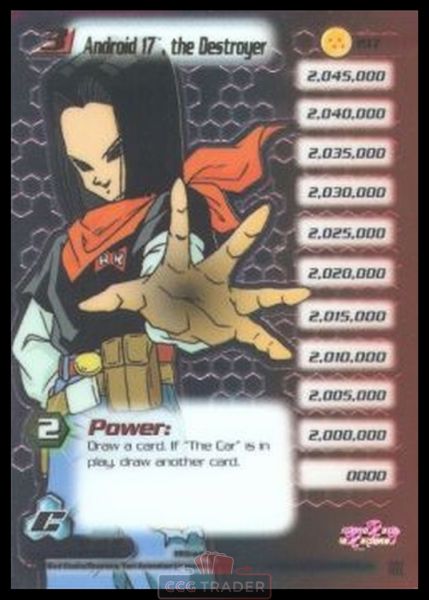 3
Android 17, the Destroyer
2,045,000
2,040,000
2,035,000
2,030,000
2,025,000
2,020,000
2,015,000
2,010,000
2,005,000
2,000,000
0000
2
Power:
Draw a card. If "The Car" is in
play, draw another card.
CCG TRADER